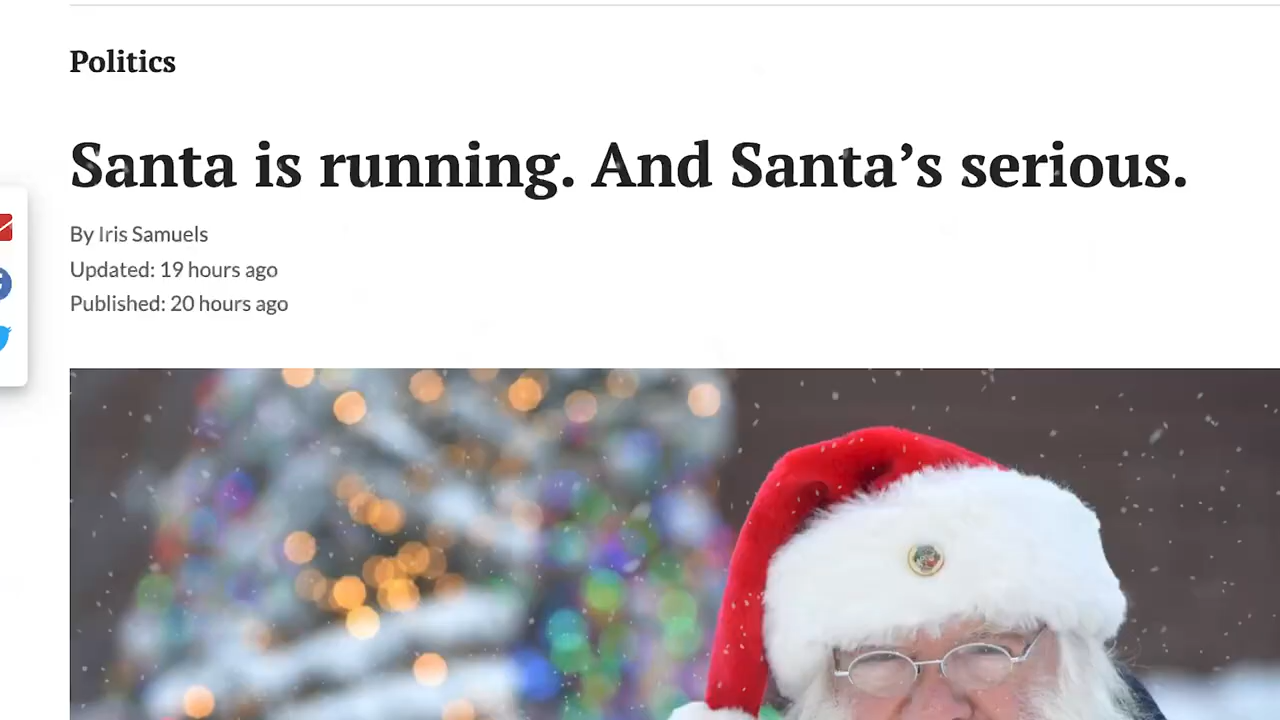 Politics
Santa is running. And Santa’s serious.
By Iris Samuels
Updated: 19 hours ago
Published: 20 hours ago